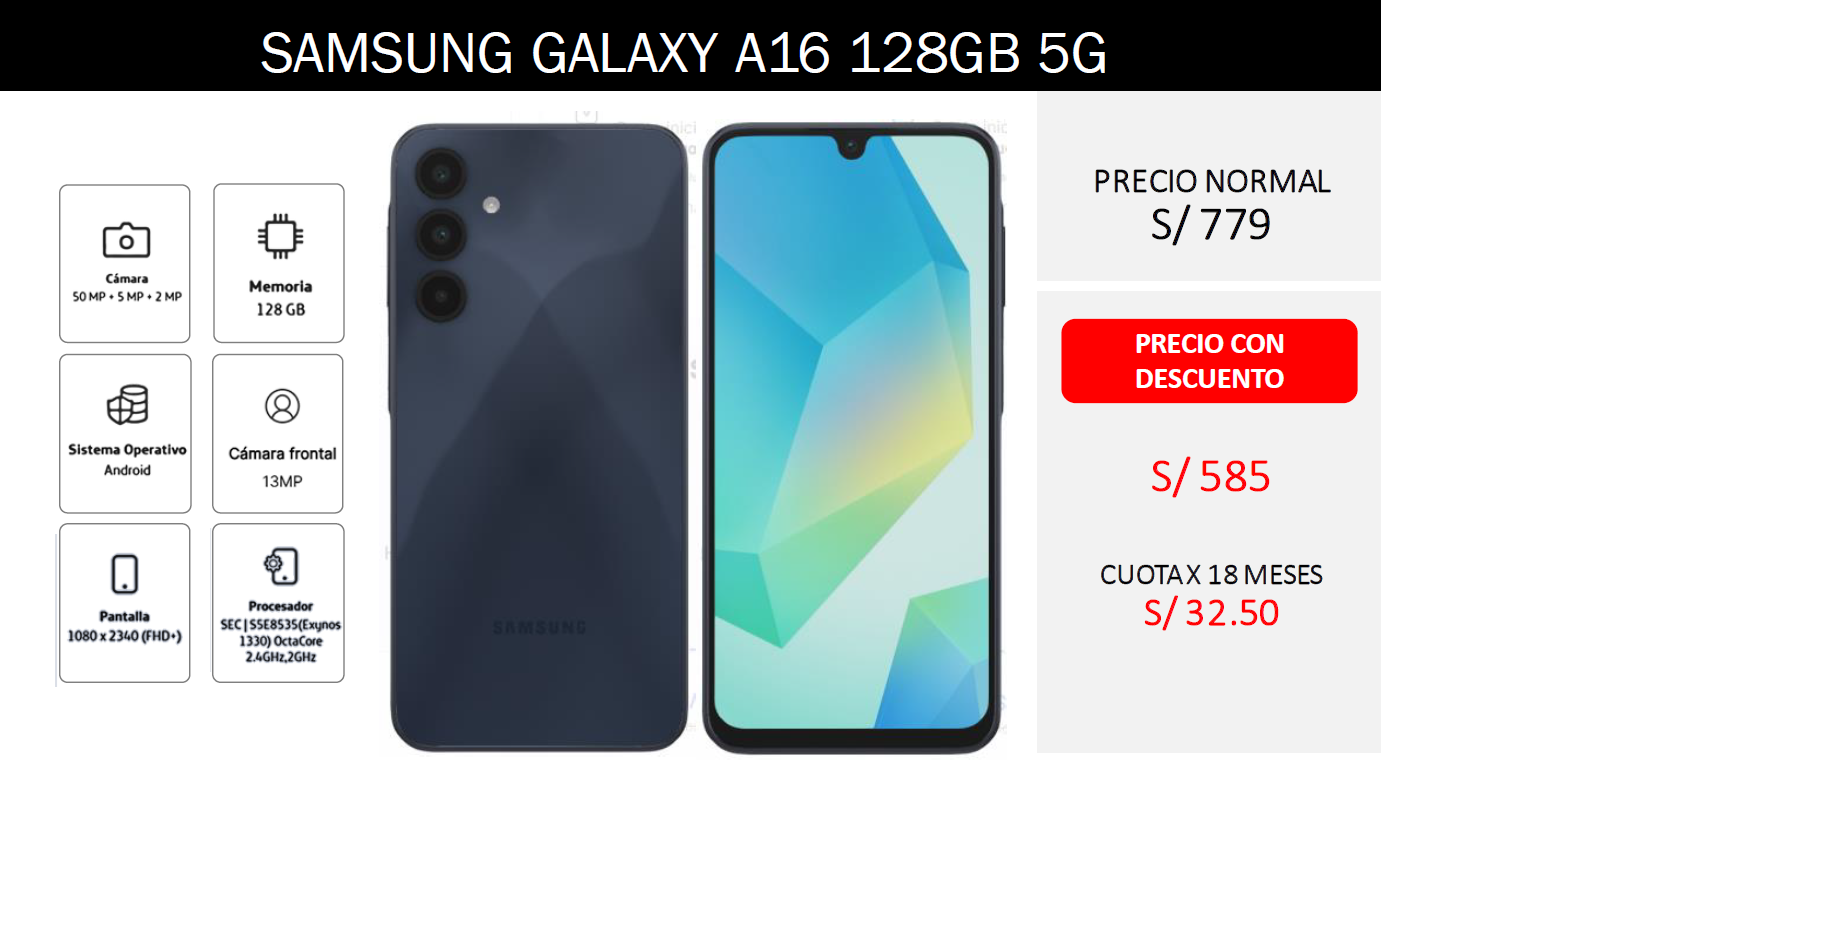 SAMSUNG GALAXY A16 128GB 5G
Cámara
50 MP + 5 MP + 2 MP
Memoria
128 GB
Sistema Operativo
Android
Cámara frontal
13MP
Pantalla
1080 x 2340 (FHD+)
Procesador
SEC|S5E8535(Exynos
1330) OctaCore
2.4GHz,2GHz
SAMSUNG
PRECIO NORMAL
S/ 779
PRECIO CON
DESCUENTO
S/ 585
CUOTA X 18 MESES
S/ 32.50